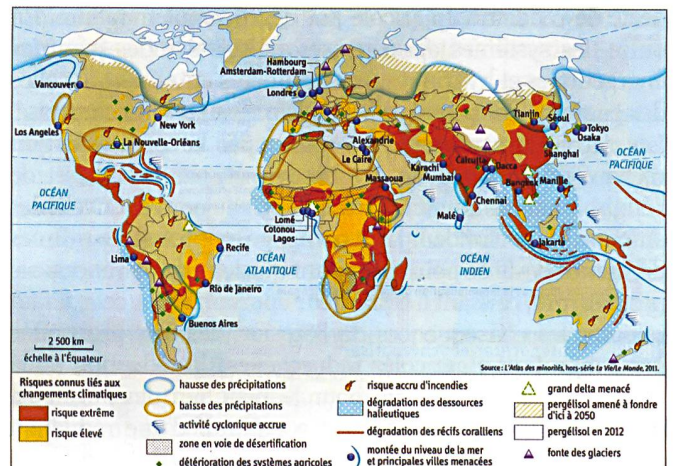 Hambourg
Amsterdam-Rotterdam
Vancouver
Londres
Tianjin
Séoul
Tokyo
Osaka
New York
Los Angeles
La Nouvelle-Orléans
Alexandrie
Le Caire
Shanghai
Karachi
Calcutta
Dacca
Mumbai
OCÉAN
PACIFIQUE
OCÉAN
PACIFIQUE
Massaoua
Bangkok
Manille
Chennai
Malé
Lomé
Cotonou
Lagos
Recife
OCÉAN
ATLANTIQUE
OCÉAN
INDIEN
Jakarta
Lima
Rio de Janeiro
Buenos Aires
2 500 km
échelle à l'Équateur
Source : L'Atlas des minorités, hors-série La Vie/Le Monde, 2011.
Risques connus liés aux
changements climatiques
risque extrême
risque élevé
hausse des précipitations
baisse des précipitations
activité cyclonique accrue
zone en voie de désertification
détérioration des systèmes agricoles
risque accru d'incendies
dégradation des dessources
halieutiques
dégradation des récifs coralliens
montée du niveau de la mer
et principales villes menacées
grand delta menacé
pergélisol amené à fondre
d'ici à 2050
pergélisol en 2012
fonte des glaciers